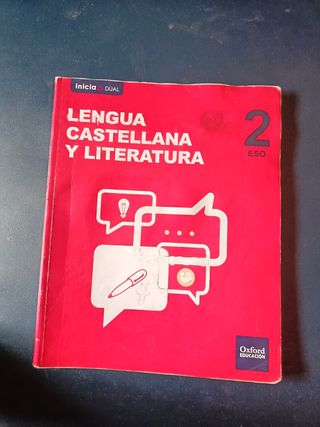 inicia DUAL
LENGUA
CASTELLANA
Y LITERATURA
2
ESO
Oxford
EDUCACIÓN